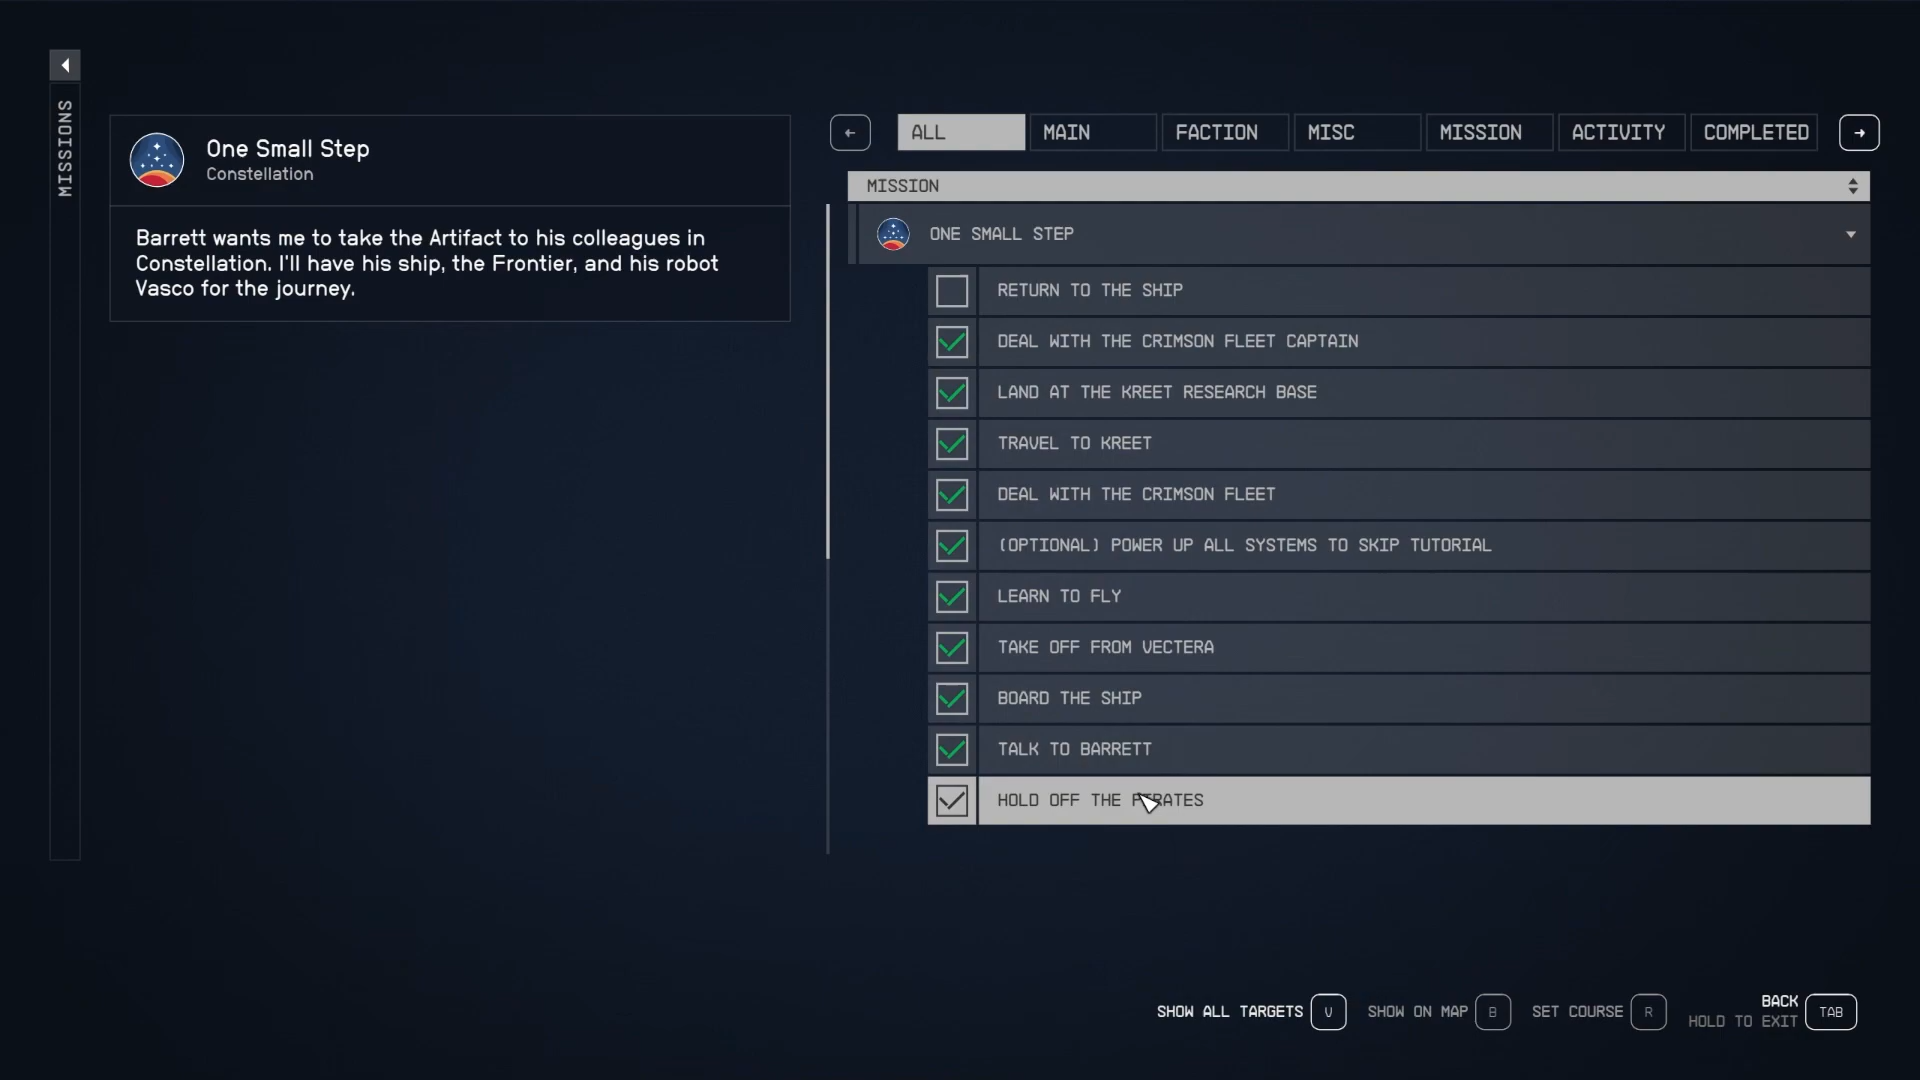 MISSIONS
One Small Step
Constellation
Barrett wants me to take the Artifact to his colleagues in
Constellation. I'll have his ship, the Frontier, and his robot
Vasco for the journey.
ALL MAIN FACTION MISC MISSION ACTIVITY COMPLETED
MISSION
ONE SMALL STEP
RETURN TO THE SHIP
DEAL WITH THE CRIMSON FLEET CAPTAIN
LAND AT THE KREET RESEARCH BASE
TRAVEL TO KREET
DEAL WITH THE CRIMSON FLEET
(OPTIONAL) POWER UP ALL SYSTEMS TO SKIP TUTORIAL
LEARN TO FLY
TAKE OFF FROM VECTERA
BOARD THE SHIP
TALK TO BARRETT
HOLD OFF THE PIRATES
SHOW ALL TARGETS V SHOW ON MAP B SET COURSE R BACK TAB
HOLD TO EXIT